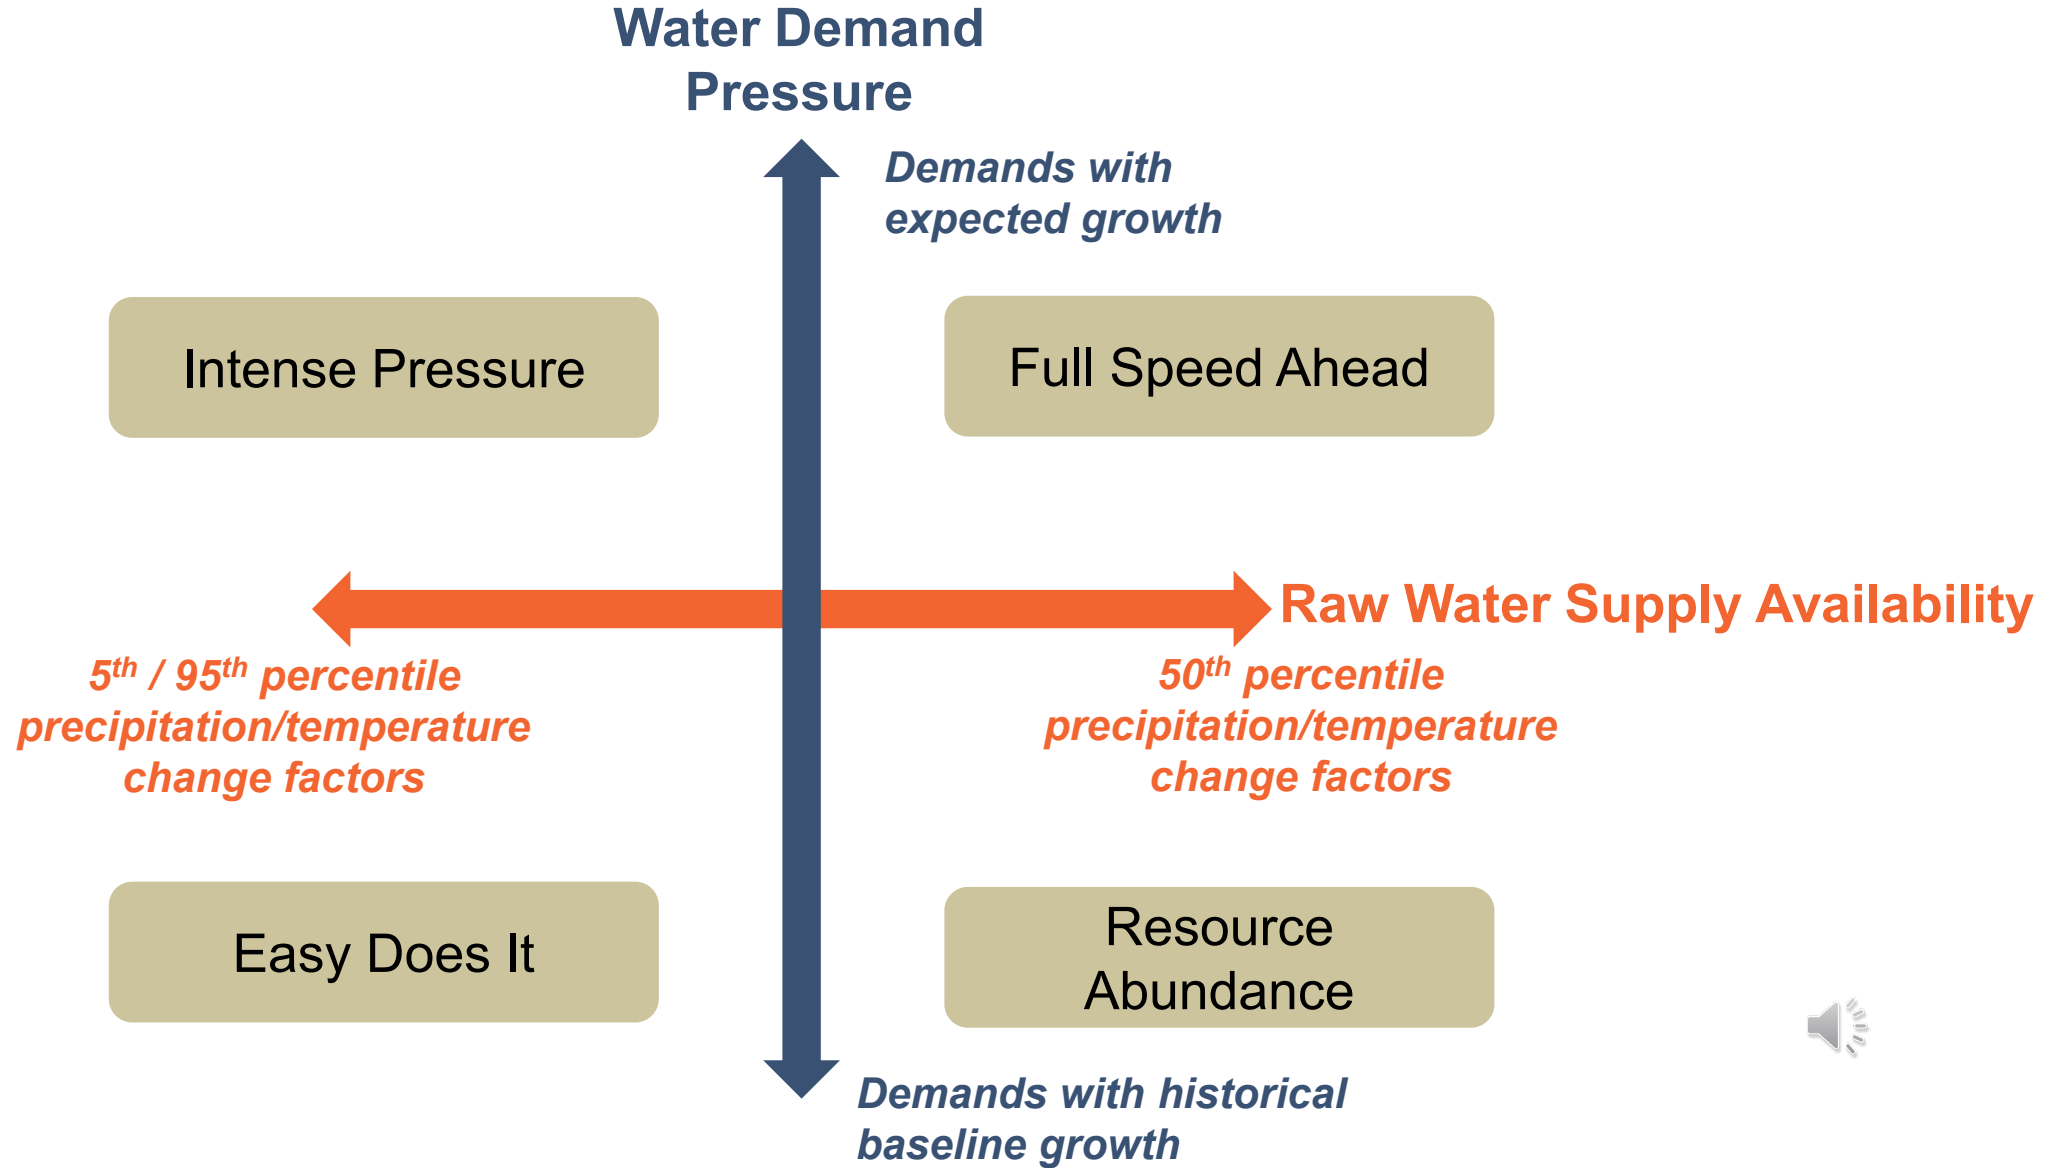 Water Demand
Pressure
Demands with
expected growth
Intense Pressure
Full Speed Ahead
Raw Water Supply Availability
5th / 95th percentile
precipitation/temperature
change factors
50th percentile
precipitation/temperature
change factors
Easy Does It
Resource
Abundance
Demands with historical
baseline growth